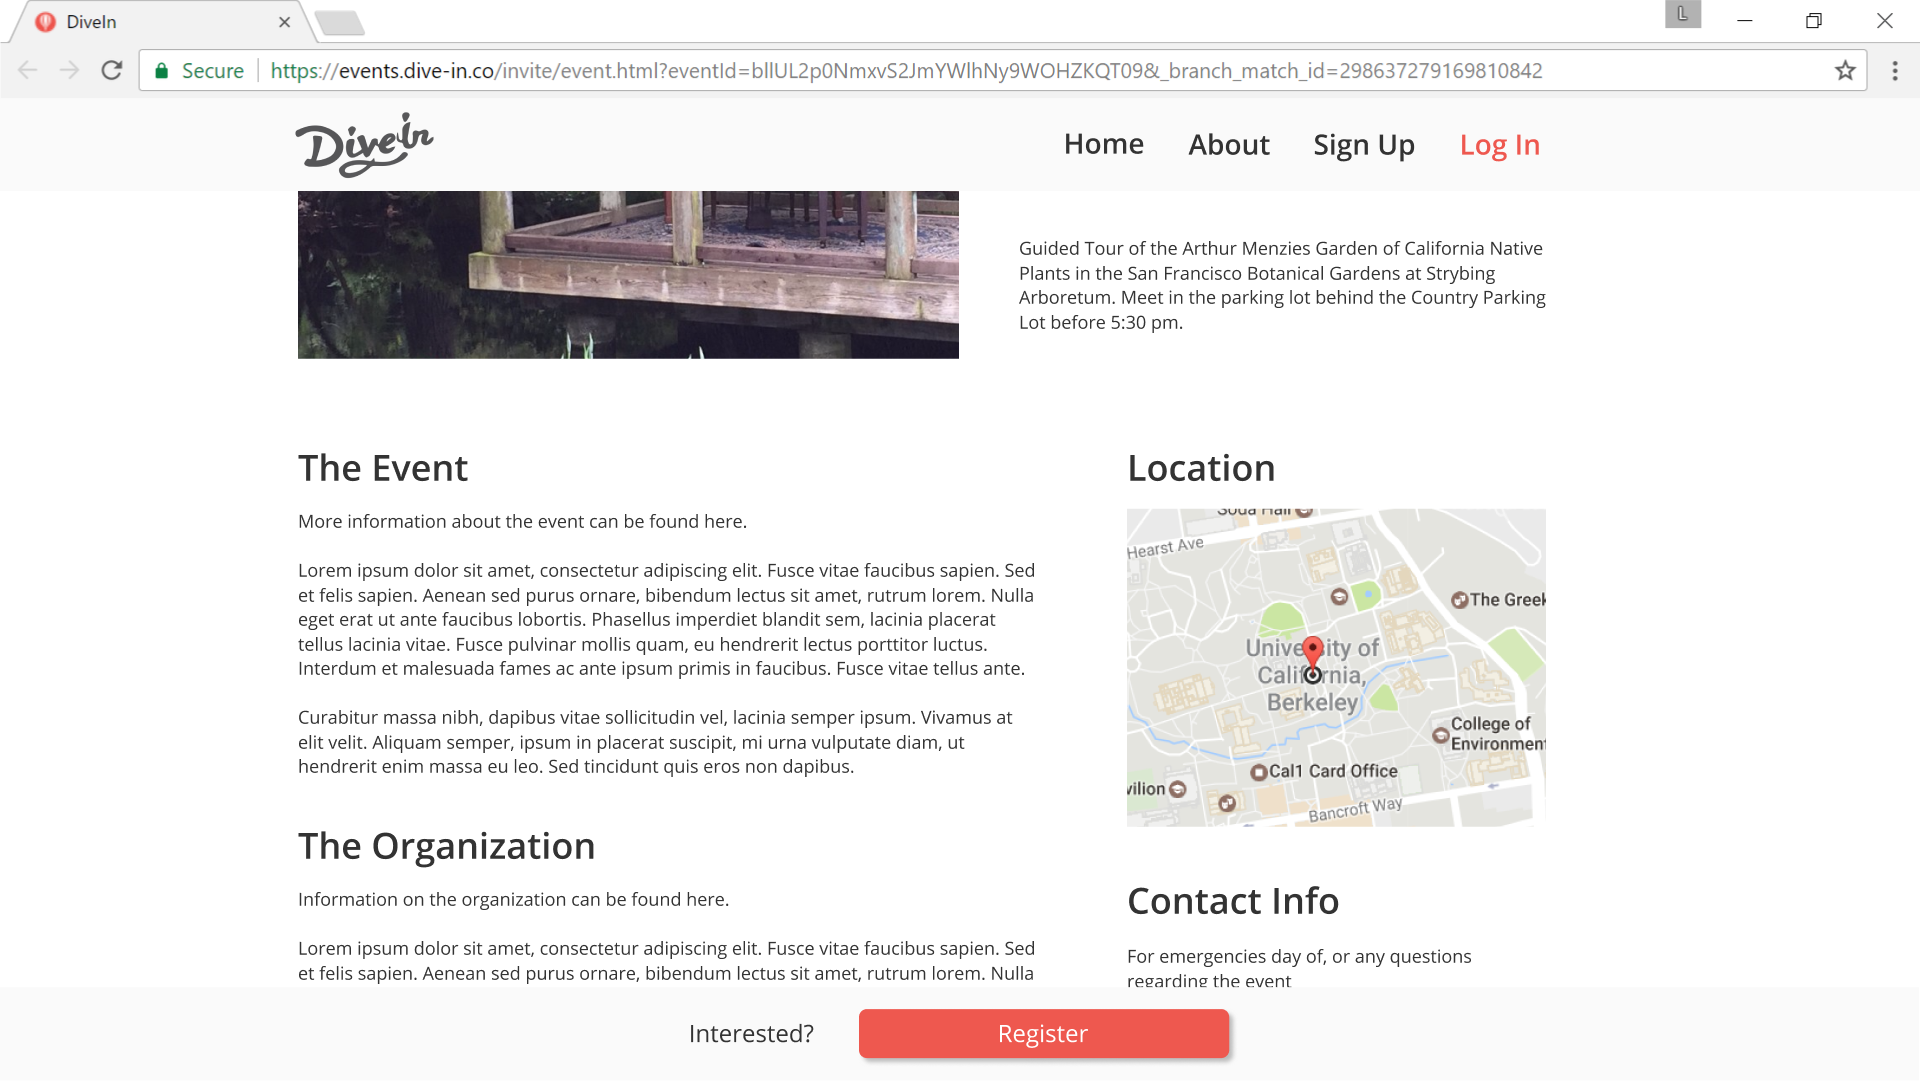 DiveIn
L
Secure
https://events.dive-in.co/invite/event.html?eventId=bllUL2p0NmxvS2JmYWlhNy9WOHZKQT09&_branch_match_id=298637279169810842
DiveIn
Home
About
Sign Up
Log In
Guided Tour of the Arthur Menzies Garden of California Native
Plants in the San Francisco Botanical Gardens at Strybing
Arboretum. Meet in the parking lot behind the Country Parking
Lot before 5:30 pm.
The Event
More information about the event can be found here.
Lorem ipsum dolor sit amet, consectetur adipiscing elit. Fusce vitae faucibus sapien. Sed
et felis sapien. Aenean sed purus ornare, bibendum lectus sit amet, rutrum lorem. Nulla
eget erat ut ante faucibus lobortis. Phasellus imperdiet blandit sem, lacinia placerat
tellus lacinia vitae. Fusce pulvinar mollis quam, eu hendrerit lectus porttitor luctus.
Interdum et malesuada fames ac ante ipsum primis in faucibus. Fusce vitae tellus ante.
Curabitur massa nibh, dapibus vitae sollicitudin vel, lacinia semper ipsum. Vivamus at
elit velit. Aliquam semper, ipsum in placerat suscipit, mi urna vulputate diam, ut
hendrerit enim massa eu leo. Sed tincidunt quis eros non dapibus.
The Organization
Information on the organization can be found here.
Lorem ipsum dolor sit amet, consectetur adipiscing elit. Fusce vitae faucibus sapien. Sed
et felis sapien. Aenean sed purus ornare, bibendum lectus sit amet, rutrum lorem. Nulla
Location
Soda Hall
Hearst Ave
The Greek
University of
California,
Berkeley
College of
Environment
Cal1 Card Office
vilion
Bancroft Way
Contact Info
For emergencies day of, or any questions
regarding the event
Interested?
Register